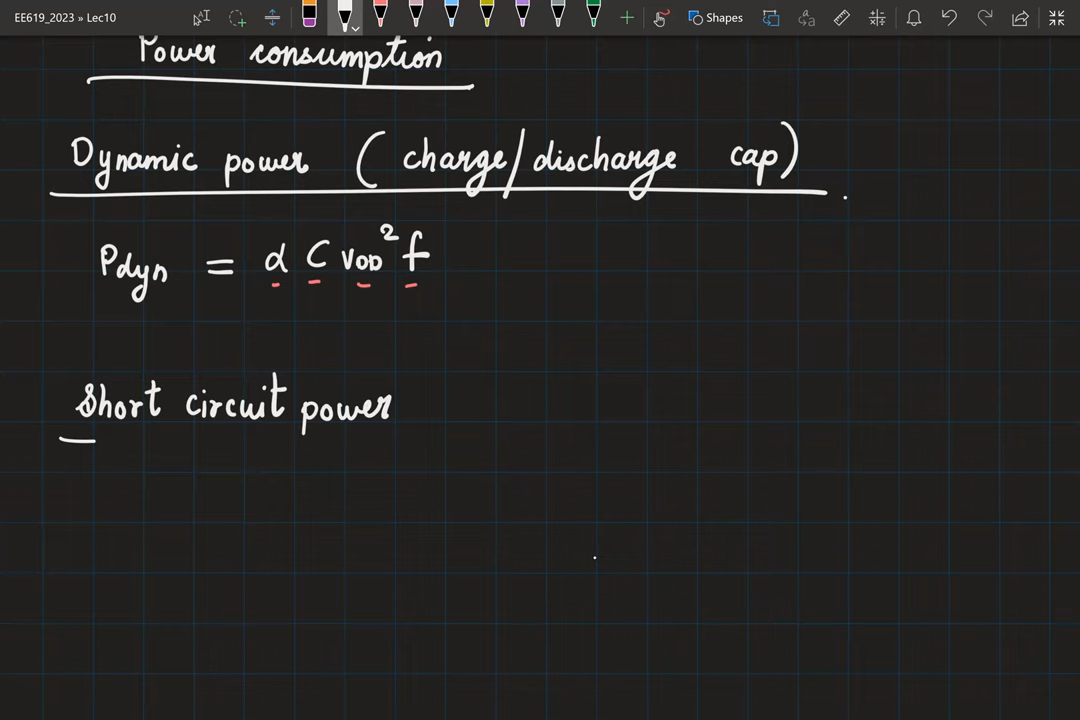 EE619_2023 » Lec10
Shapes
Power consumption
Dynamic power (charge/discharge cap)
Pdyn = α C VDD² f
Short circuit power